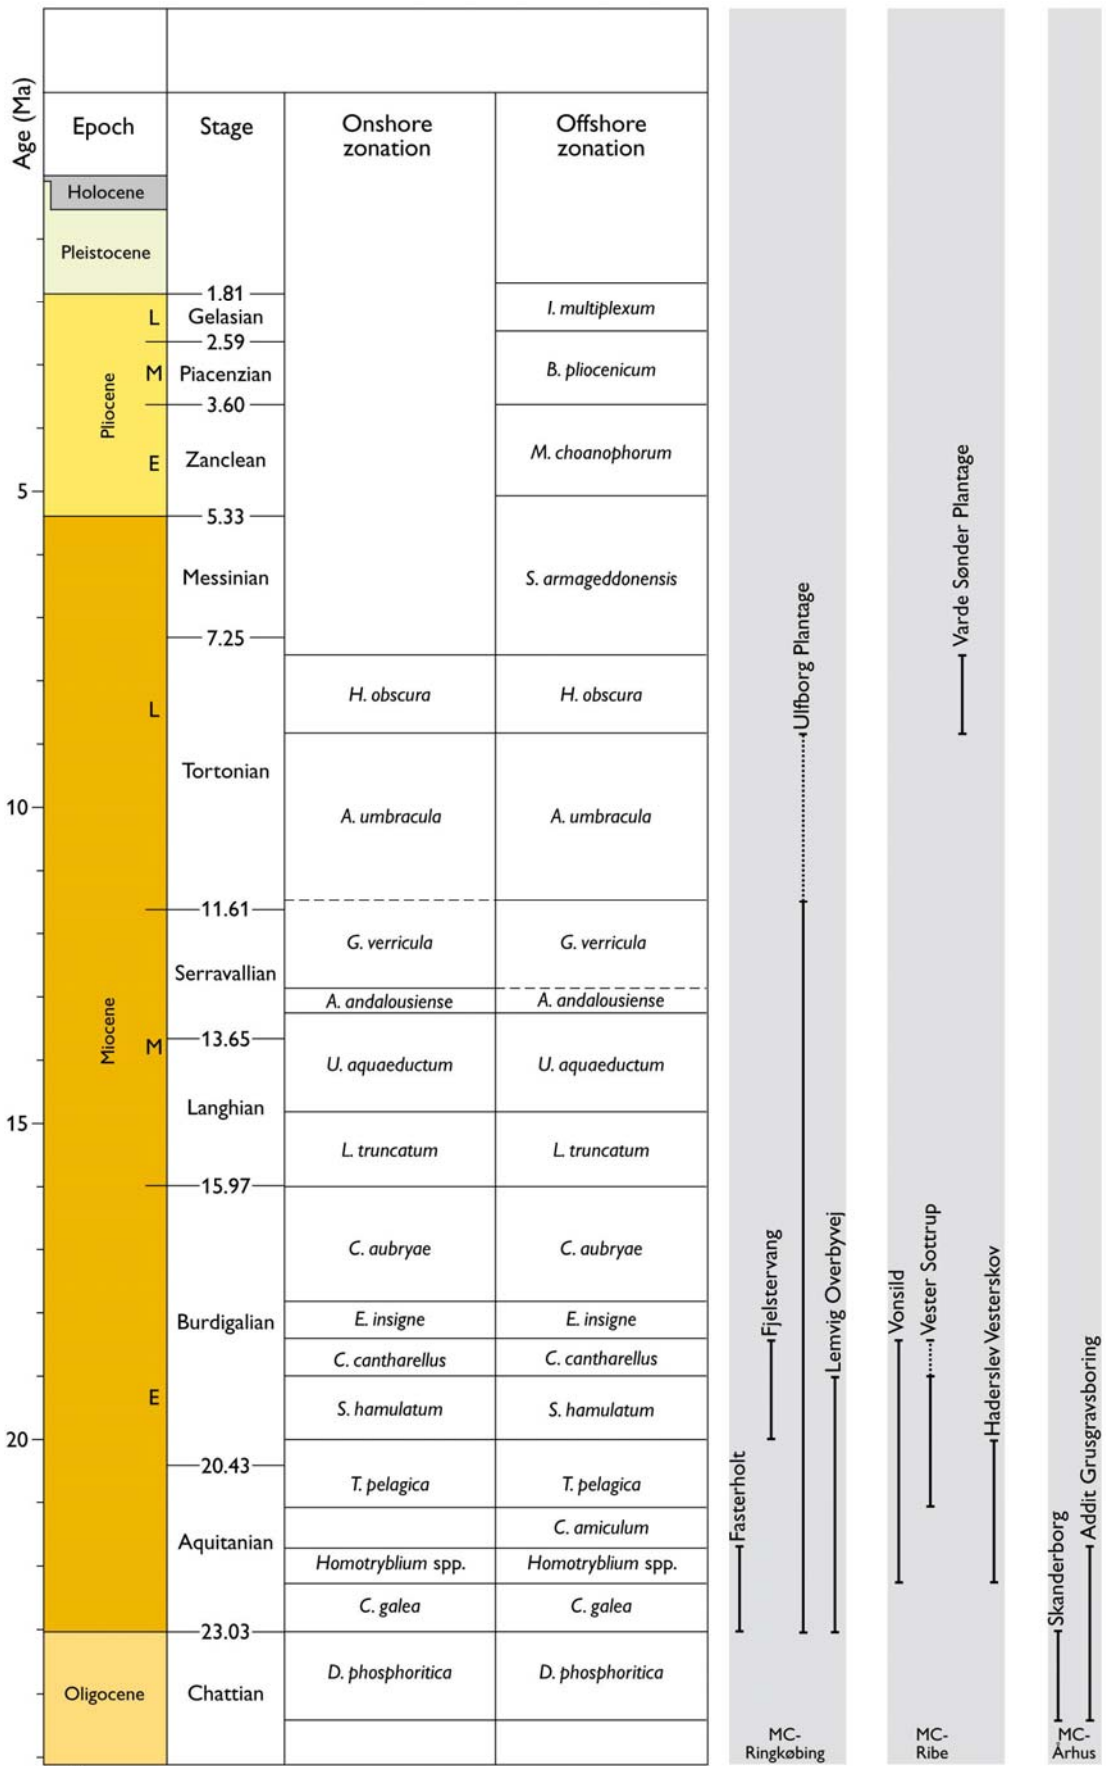 Age (Ma)
Epoch
Stage
Onshore
zonation
Offshore
zonation
Holocene
Pleistocene
1.81
I. multiplexum
L
Gelasian
2.59
Pliocene
M
Piacenzian
B. pliocenicum
3.60
E
Zanclean
M. choanophorum
5
5.33
Messinian
S. armageddonensis
7.25
Miocene
L
H. obscura
H. obscura
Tortonian
10
A. umbracula
A. umbracula
11.61
G. verricula
G. verricula
Serravallian
A. andalousiense
A. andalousiense
13.65
M
U. aquaeductum
U. aquaeductum
Langhian
15
L. truncatum
L. truncatum
15.97
C. aubryae
C. aubryae
Burdigalian
E. insigne
E. insigne
C. cantharellus
C. cantharellus
E
S. hamulatum
S. hamulatum
20
20.43
T. pelagica
T. pelagica
Aquitanian
C. amiculum
Homotryblium spp.
Homotryblium spp.
C. galea
C. galea
23.03
D. phosphoritica
D. phosphoritica
Oligocene
Chattian
Fasterholt
Fjelstervang
Ulfborg Plantage
Lemvig Overbyvej
MC-
Ringkøbing
Vonsild
Vester Sottrup
Varde Sønder Plantage
Haderslev Vesterskov
MC-
Ribe
Skanderborg
Addit Grusgravsboring
MC-
Århus